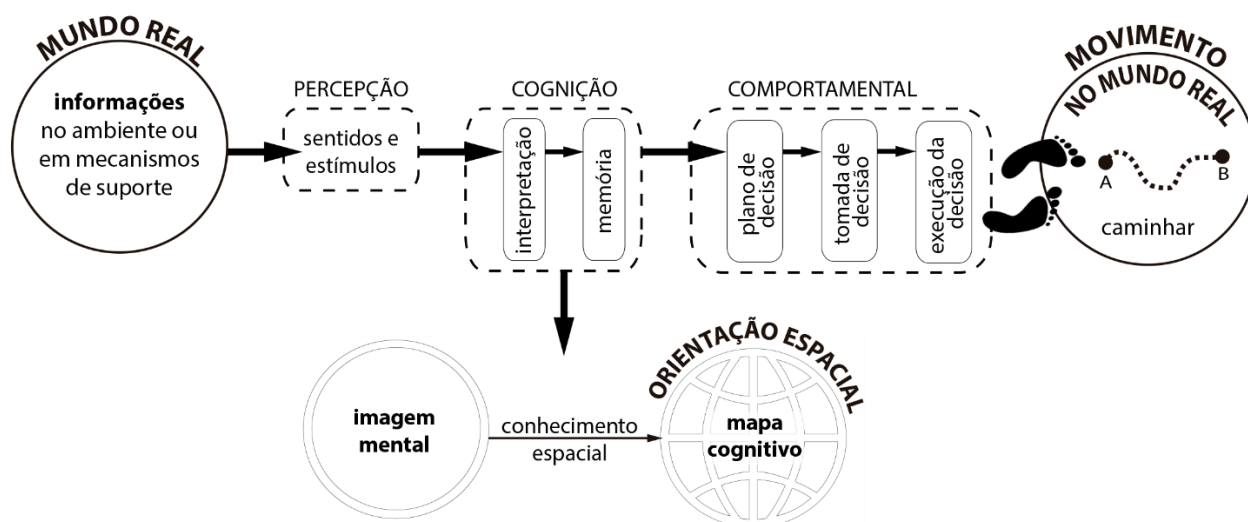 MUNDO REAL
informações
no ambiente ou
em mecanismos
de suporte
PERCEPÇÃO
sentidos e
estímulos
COGNIÇÃO
interpretação
memória
COMPORTAMENTAL
plano de
decisão
tomada de
decisão
execução da
decisão
MOVIMENTO
NO MUNDO REAL
A
B
caminhar
imagem
mental
conhecimento
espacial
ORIENTAÇÃO ESPACIAL
mapa
cognitivo